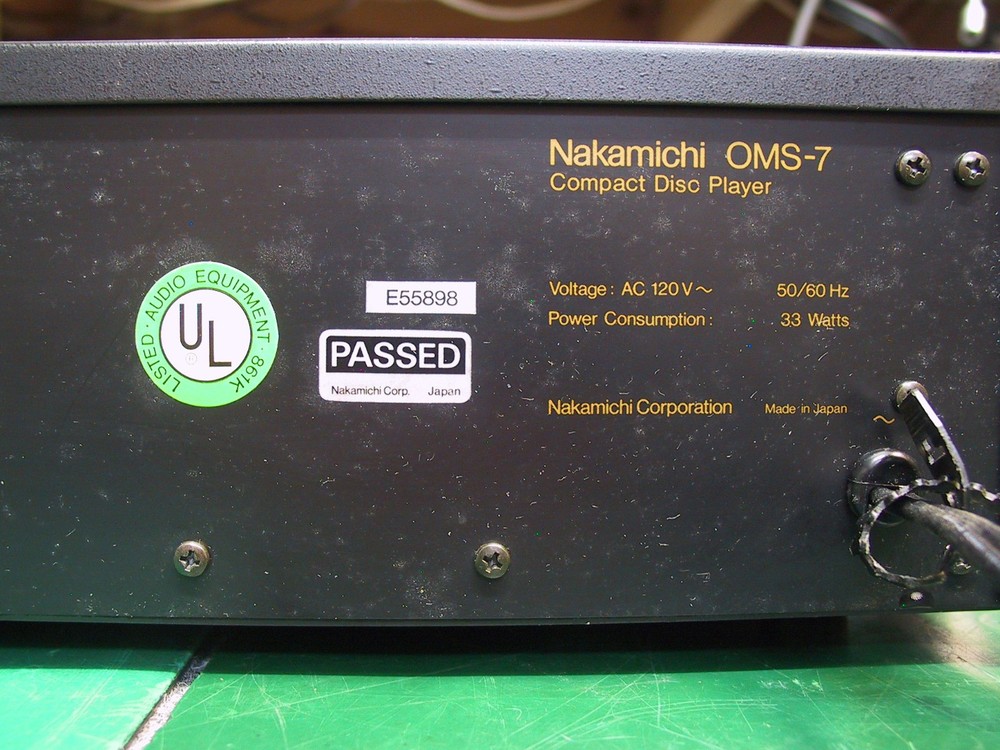 Nakamichi OMS-7
Compact Disc Player
LISTED · AUDIO EQUIPMENT · 861K
UL
E55898
PASSED
Nakamichi Corp. Japan
Voltage : AC 120 V ~ 50/60 Hz
Power Consumption : 33 Watts
Nakamichi Corporation Made in Japan
~